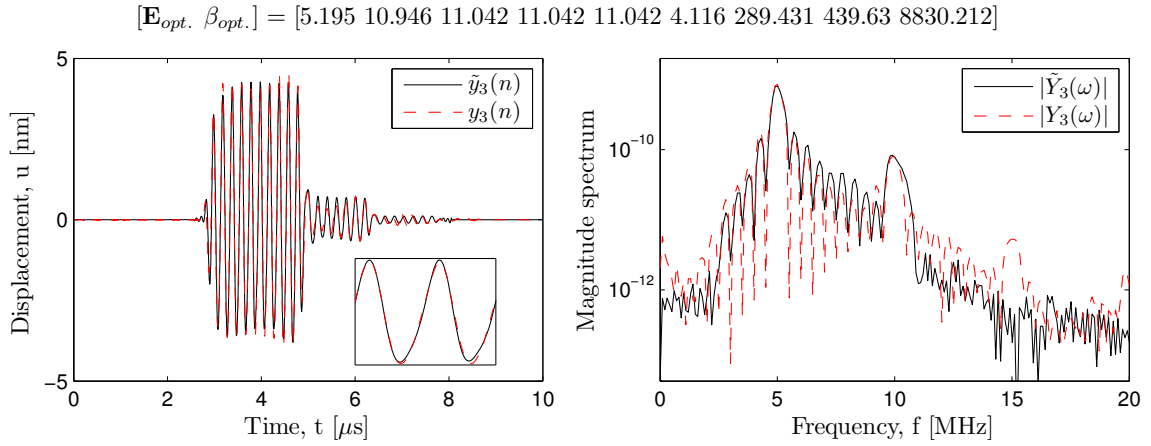 [E_opt. β_opt.] = [5.195 10.946 11.042 11.042 11.042 4.116 289.431 439.63 8830.212]
5
0
−5
Displacement, u [nm]
ỹ₃(n)
y₃(n)
0 2 4 6 8 10
Time, t [μs]
10⁻¹⁰
10⁻¹²
Magnitude spectrum
|Ỹ₃(ω)|
|Y₃(ω)|
0 5 10 15 20
Frequency, f [MHz]